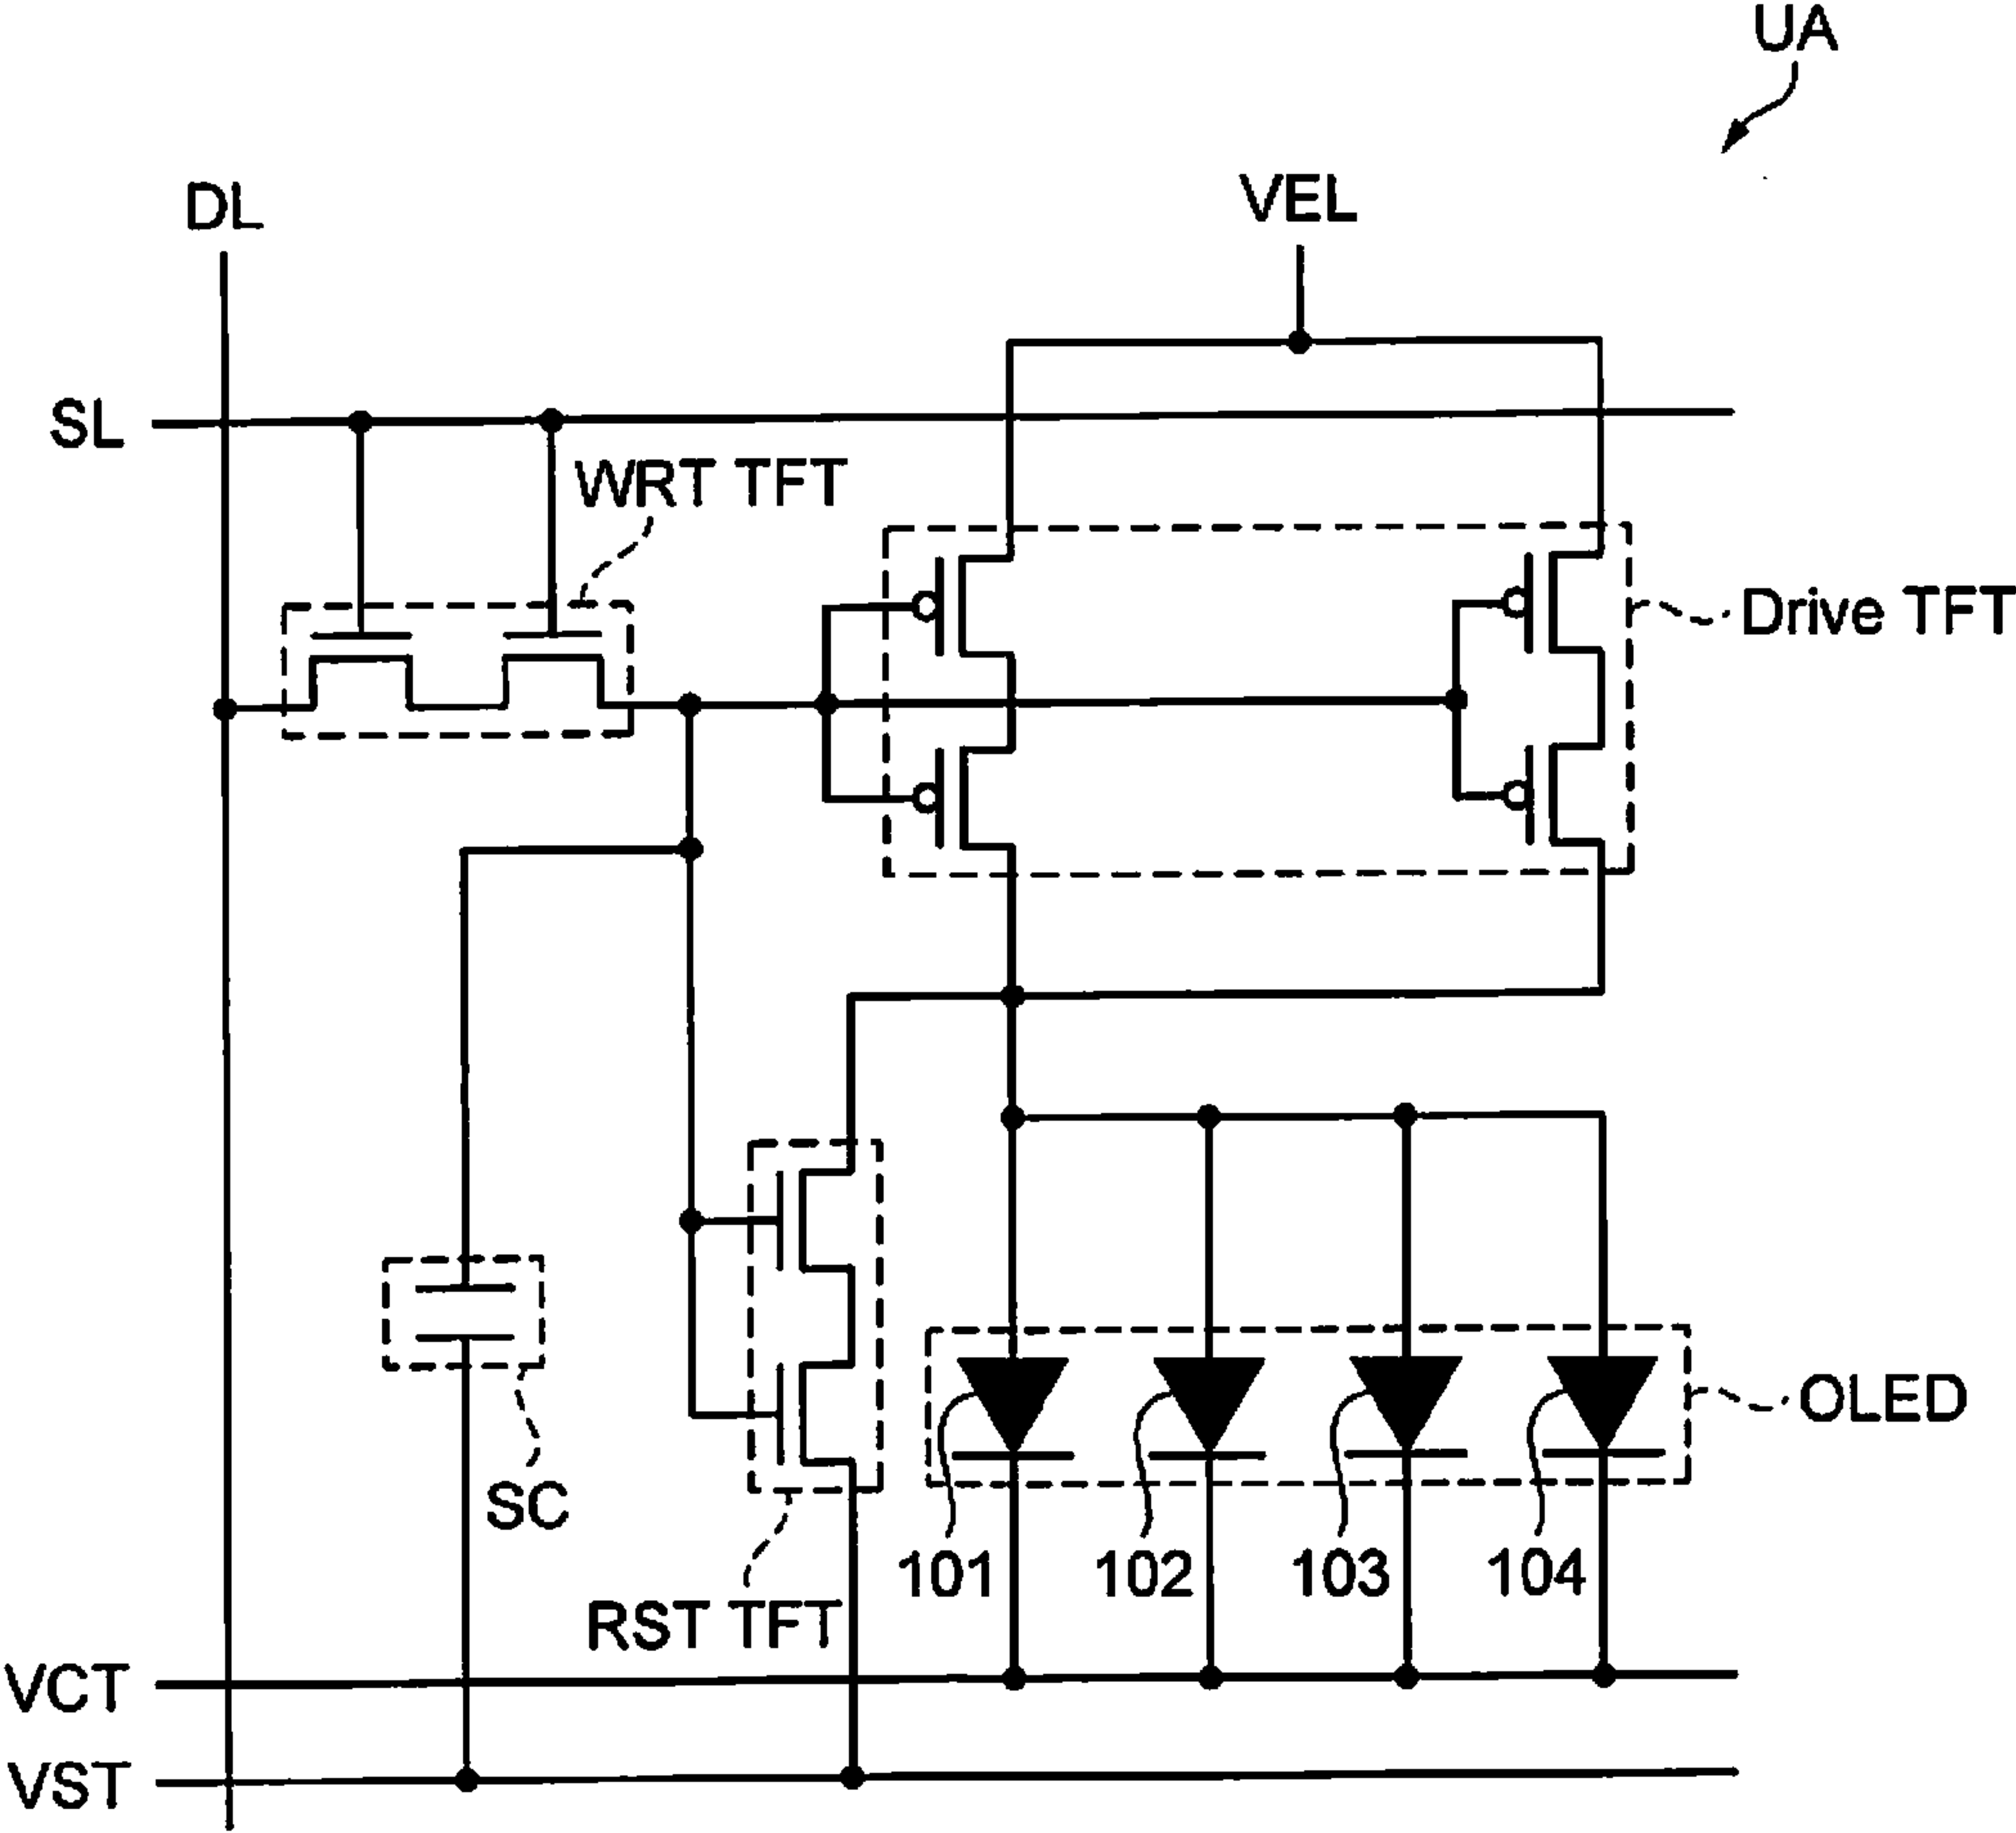 UA
DL
VEL
SL
WRT TFT
Drive TFT
OLED
SC
101
102
103
104
RST TFT
VCT
VST